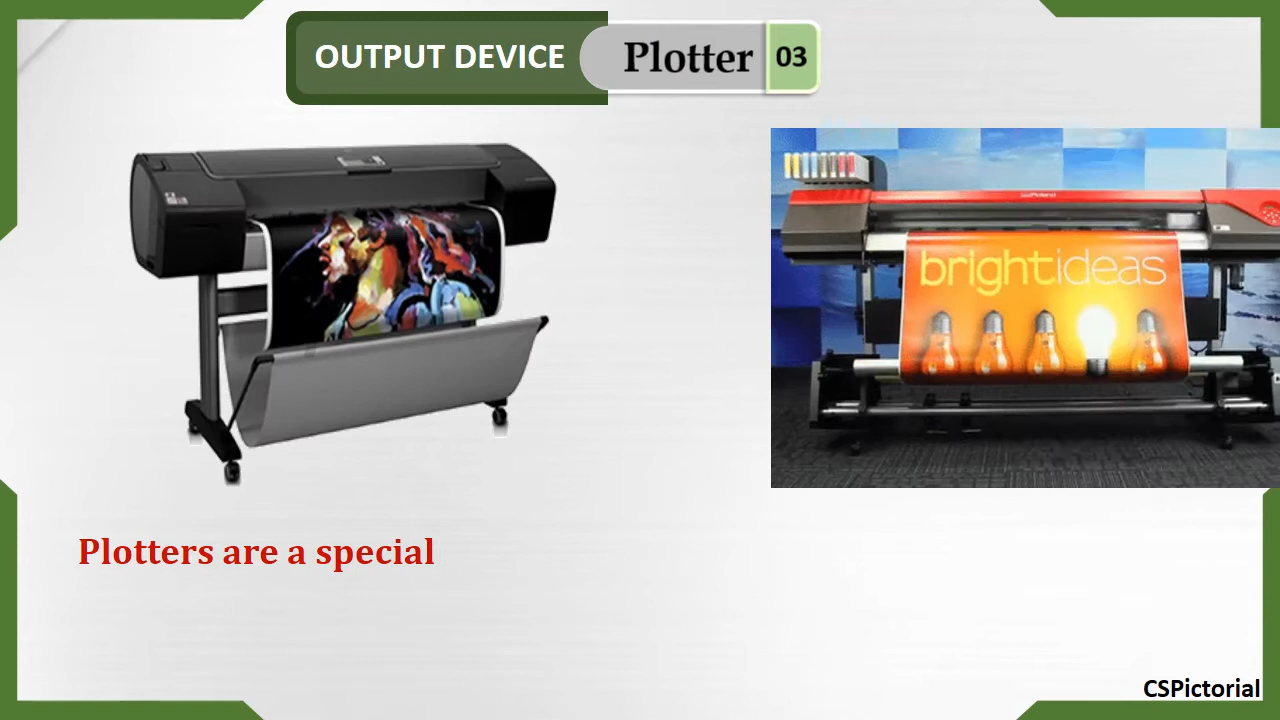 OUTPUT DEVICE
Plotter
03
brightideas
Plotters are a special
CSPictorial